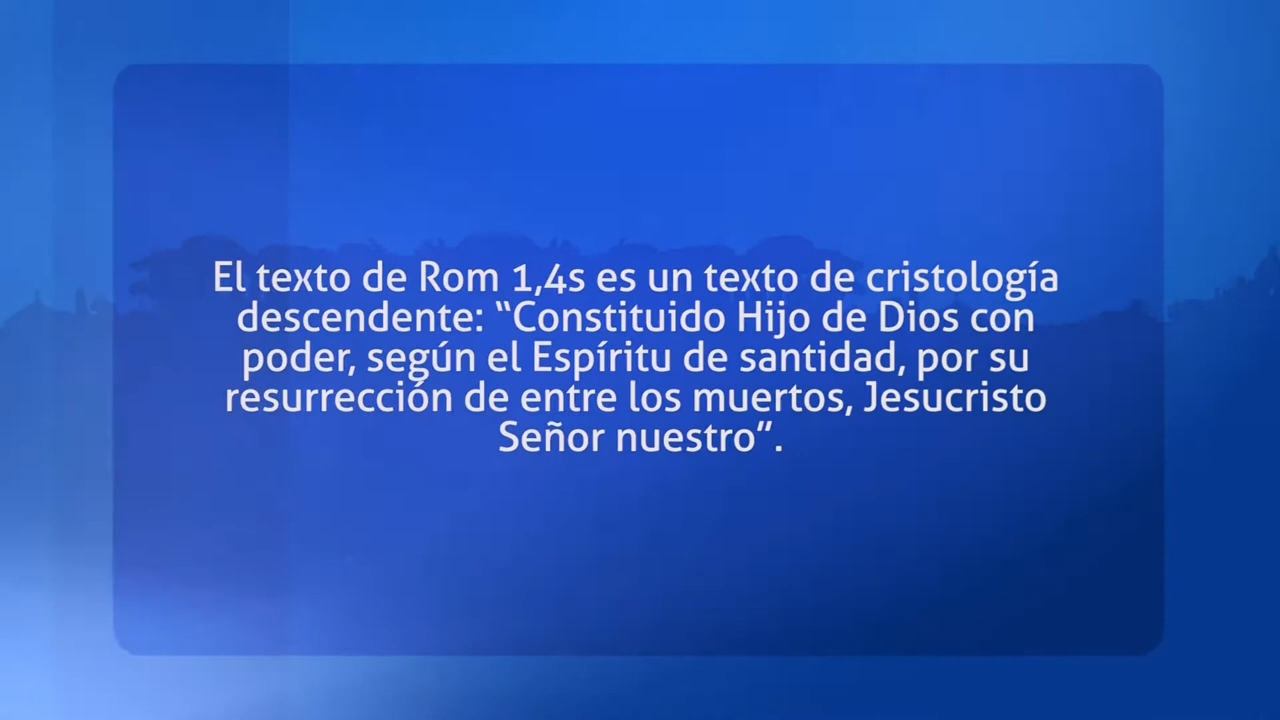 El texto de Rom 1,4s es un texto de cristología
descendente: “Constituido Hijo de Dios con
poder, según el Espíritu de santidad, por su
resurrección de entre los muertos, Jesucristo
Señor nuestro”.